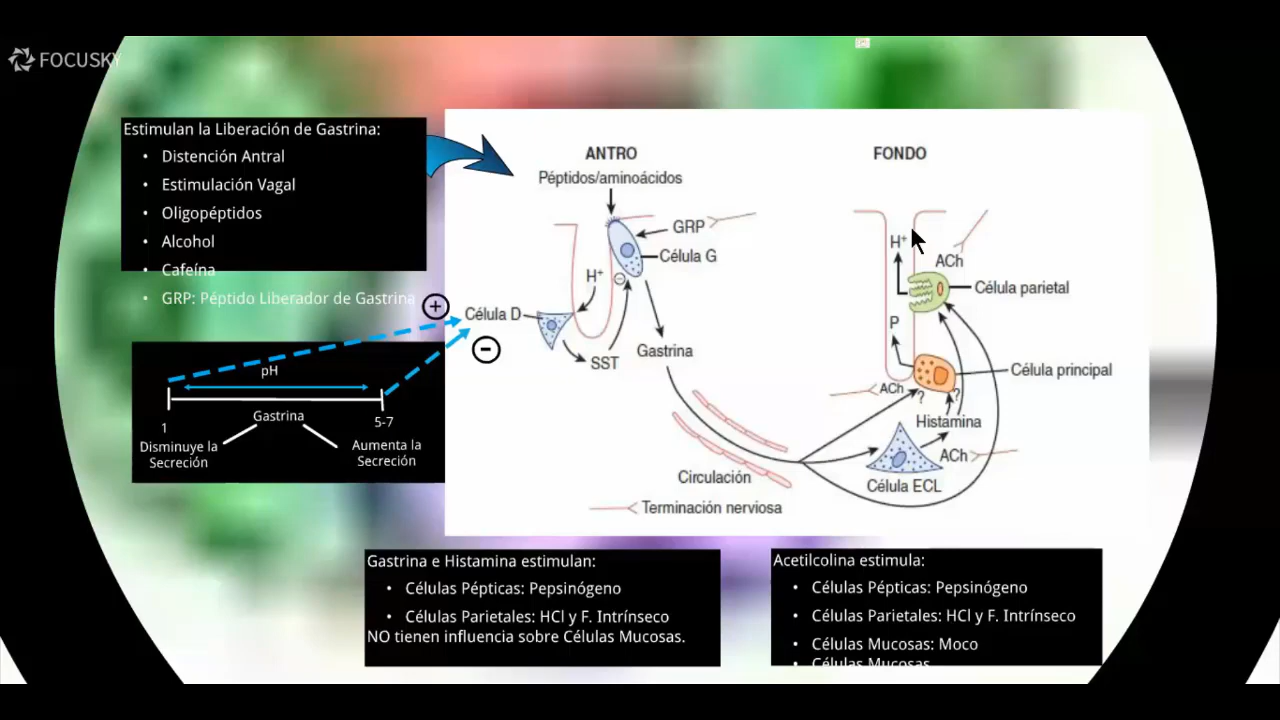 FOCUSKY
Estimulan la Liberación de Gastrina:
• Distención Antral
• Estimulación Vagal
• Oligopéptidos
• Alcohol
• Cafeína
• GRP: Péptido Liberador de Gastrina
+
-
pH
Gastrina
1
5-7
Disminuye la
Secreción
Aumenta la
Secreción
ANTRO
Péptidos/aminoácidos
GRP
Célula G
H+
-
Célula D
SST
Gastrina
Circulación
Terminación nerviosa
FONDO
H+
ACh
Célula parietal
P
Célula principal
ACh
?
?
Histamina
ACh
Célula ECL
Gastrina e Histamina estimulan:
• Células Pépticas: Pepsinógeno
• Células Parietales: HCl y F. Intrínseco
NO tienen influencia sobre Células Mucosas.
Acetilcolina estimula:
• Células Pépticas: Pepsinógeno
• Células Parietales: HCl y F. Intrínseco
• Células Mucosas: Moco
• Células Mucosas